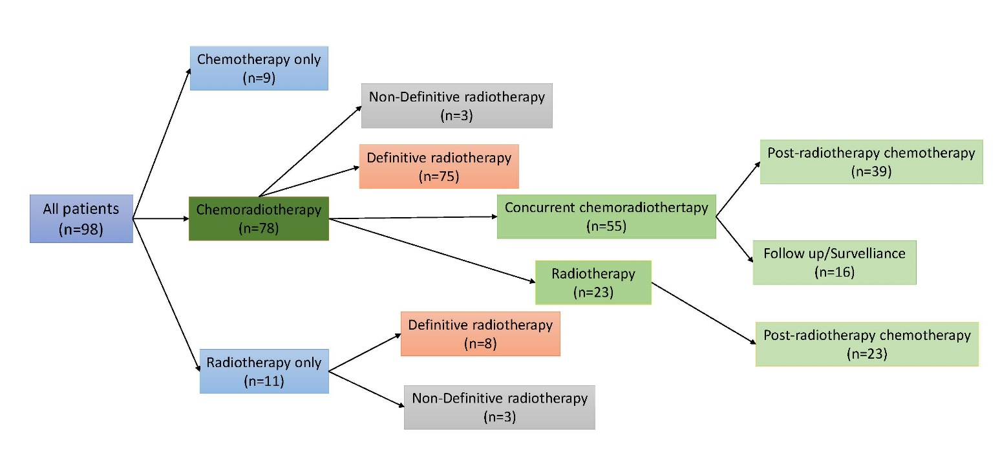 Chemotherapy only
(n=9)
Non-Definitive radiotherapy
(n=3)
Definitive radiotherapy
(n=75)
Post-radiotherapy chemotherapy
(n=39)
All patients
(n=98)
Chemoradiotherapy
(n=78)
Concurrent chemoradiothertapy
(n=55)
Follow up/Survelliance
(n=16)
Radiotherapy
(n=23)
Definitive radiotherapy
(n=8)
Post-radiotherapy chemotherapy
(n=23)
Radiotherapy only
(n=11)
Non-Definitive radiotherapy
(n=3)